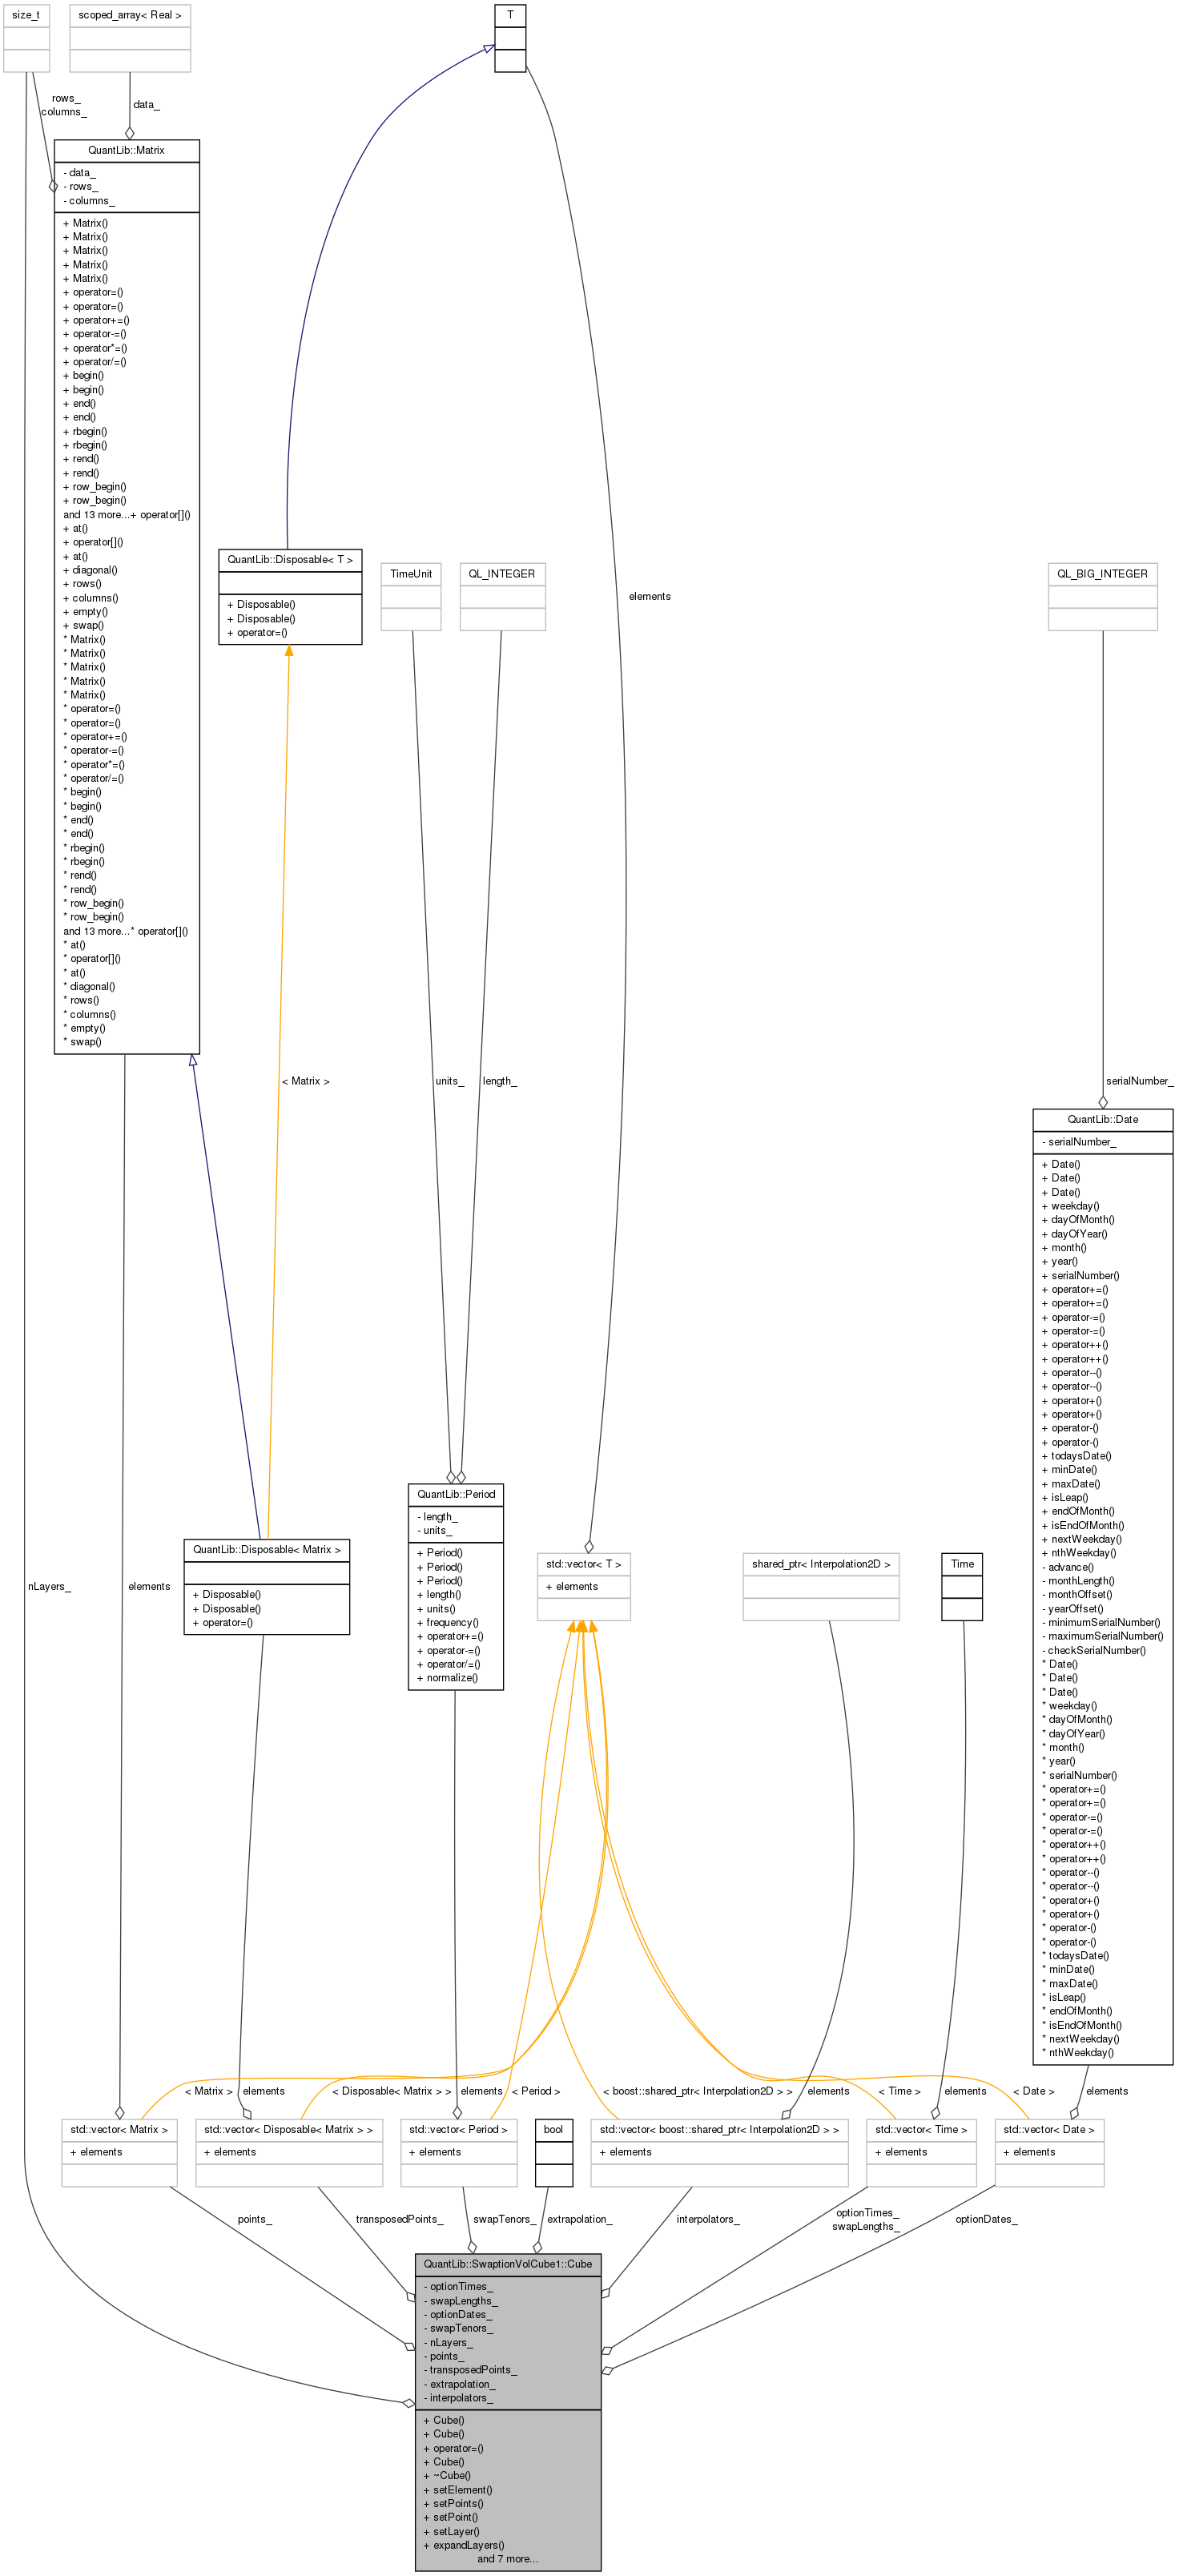 size_t
scoped_array< Real >
T
rows_
columns_
data_
QuantLib::Matrix
- data_
- rows_
- columns_
+ Matrix()
+ Matrix()
+ Matrix()
+ Matrix()
+ Matrix()
+ operator=()
+ operator=()
+ operator+=()
+ operator-=()
+ operator*=()
+ operator/=()
+ begin()
+ begin()
+ end()
+ end()
+ rbegin()
+ rbegin()
+ rend()
+ rend()
+ row_begin()
+ row_begin()
and 13 more...+ operator[]()
+ at()
+ operator[]()
+ at()
+ diagonal()
+ rows()
+ columns()
+ empty()
+ swap()
* Matrix()
* Matrix()
* Matrix()
* Matrix()
* Matrix()
* operator=()
* operator=()
* operator+=()
* operator-=()
* operator*=()
* operator/=()
* begin()
* begin()
* end()
* end()
* rbegin()
* rbegin()
* rend()
* rend()
* row_begin()
* row_begin()
and 13 more...* operator[]()
* at()
* operator[]()
* at()
* diagonal()
* rows()
* columns()
* empty()
* swap()
QuantLib::Disposable< T >
+ Disposable()
+ Disposable()
+ operator=()
TimeUnit
QL_INTEGER
elements
QL_BIG_INTEGER
< Matrix >
units_
length_
serialNumber_
QuantLib::Date
- serialNumber_
+ Date()
+ Date()
+ Date()
+ weekday()
+ dayOfMonth()
+ dayOfYear()
+ month()
+ year()
+ serialNumber()
+ operator+=()
+ operator+=()
+ operator-=()
+ operator-=()
+ operator++()
+ operator++()
+ operator--()
+ operator--()
+ operator+()
+ operator+()
+ operator-()
+ operator-()
+ todaysDate()
+ minDate()
+ maxDate()
+ isLeap()
+ endOfMonth()
+ isEndOfMonth()
+ nextWeekday()
+ nthWeekday()
- advance()
- monthLength()
- monthOffset()
- yearOffset()
- minimumSerialNumber()
- maximumSerialNumber()
- checkSerialNumber()
* Date()
* Date()
* Date()
* weekday()
* dayOfMonth()
* dayOfYear()
* month()
* year()
* serialNumber()
* operator+=()
* operator+=()
* operator-=()
* operator-=()
* operator++()
* operator++()
* operator--()
* operator--()
* operator+()
* operator+()
* operator-()
* operator-()
* todaysDate()
* minDate()
* maxDate()
* isLeap()
* endOfMonth()
* isEndOfMonth()
* nextWeekday()
* nthWeekday()
QuantLib::Period
- length_
- units_
+ Period()
+ Period()
+ Period()
+ length()
+ units()
+ frequency()
+ operator+=()
+ operator-=()
+ operator/=()
+ normalize()
nLayers_
elements
QuantLib::Disposable< Matrix >
+ Disposable()
+ Disposable()
+ operator=()
std::vector< T >
+ elements
shared_ptr< Interpolation2D >
Time
< Matrix >
elements
< Disposable< Matrix > >
elements
< Period >
< boost::shared_ptr< Interpolation2D > >
elements
< Time >
elements
< Date >
elements
std::vector< Matrix >
+ elements
std::vector< Disposable< Matrix > >
+ elements
std::vector< Period >
+ elements
bool
std::vector< boost::shared_ptr< Interpolation2D > >
+ elements
std::vector< Time >
+ elements
std::vector< Date >
+ elements
points_
transposedPoints_
swapTenors_
extrapolation_
interpolators_
optionTimes_
swapLengths_
optionDates_
QuantLib::SwaptionVolCube1::Cube
- optionTimes_
- swapLengths_
- optionDates_
- swapTenors_
- nLayers_
- points_
- transposedPoints_
- extrapolation_
- interpolators_
+ Cube()
+ Cube()
+ operator=()
+ Cube()
+ ~Cube()
+ setElement()
+ setPoints()
+ setPoint()
+ setLayer()
+ expandLayers()
and 7 more...